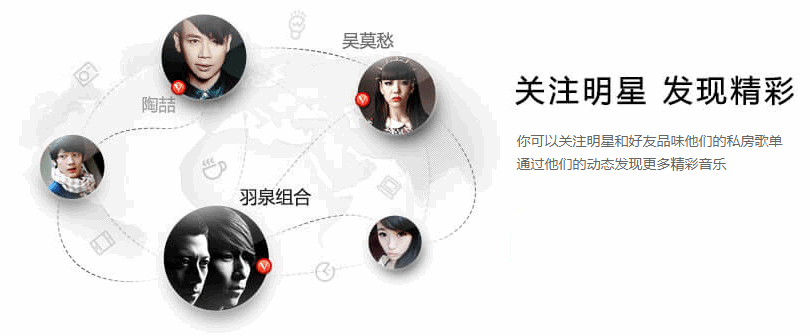 吴莫愁
陶喆
羽泉组合
关注明星 发现精彩
你可以关注明星和好友品味他们的私房歌单
通过他们的动态发现更多精彩音乐